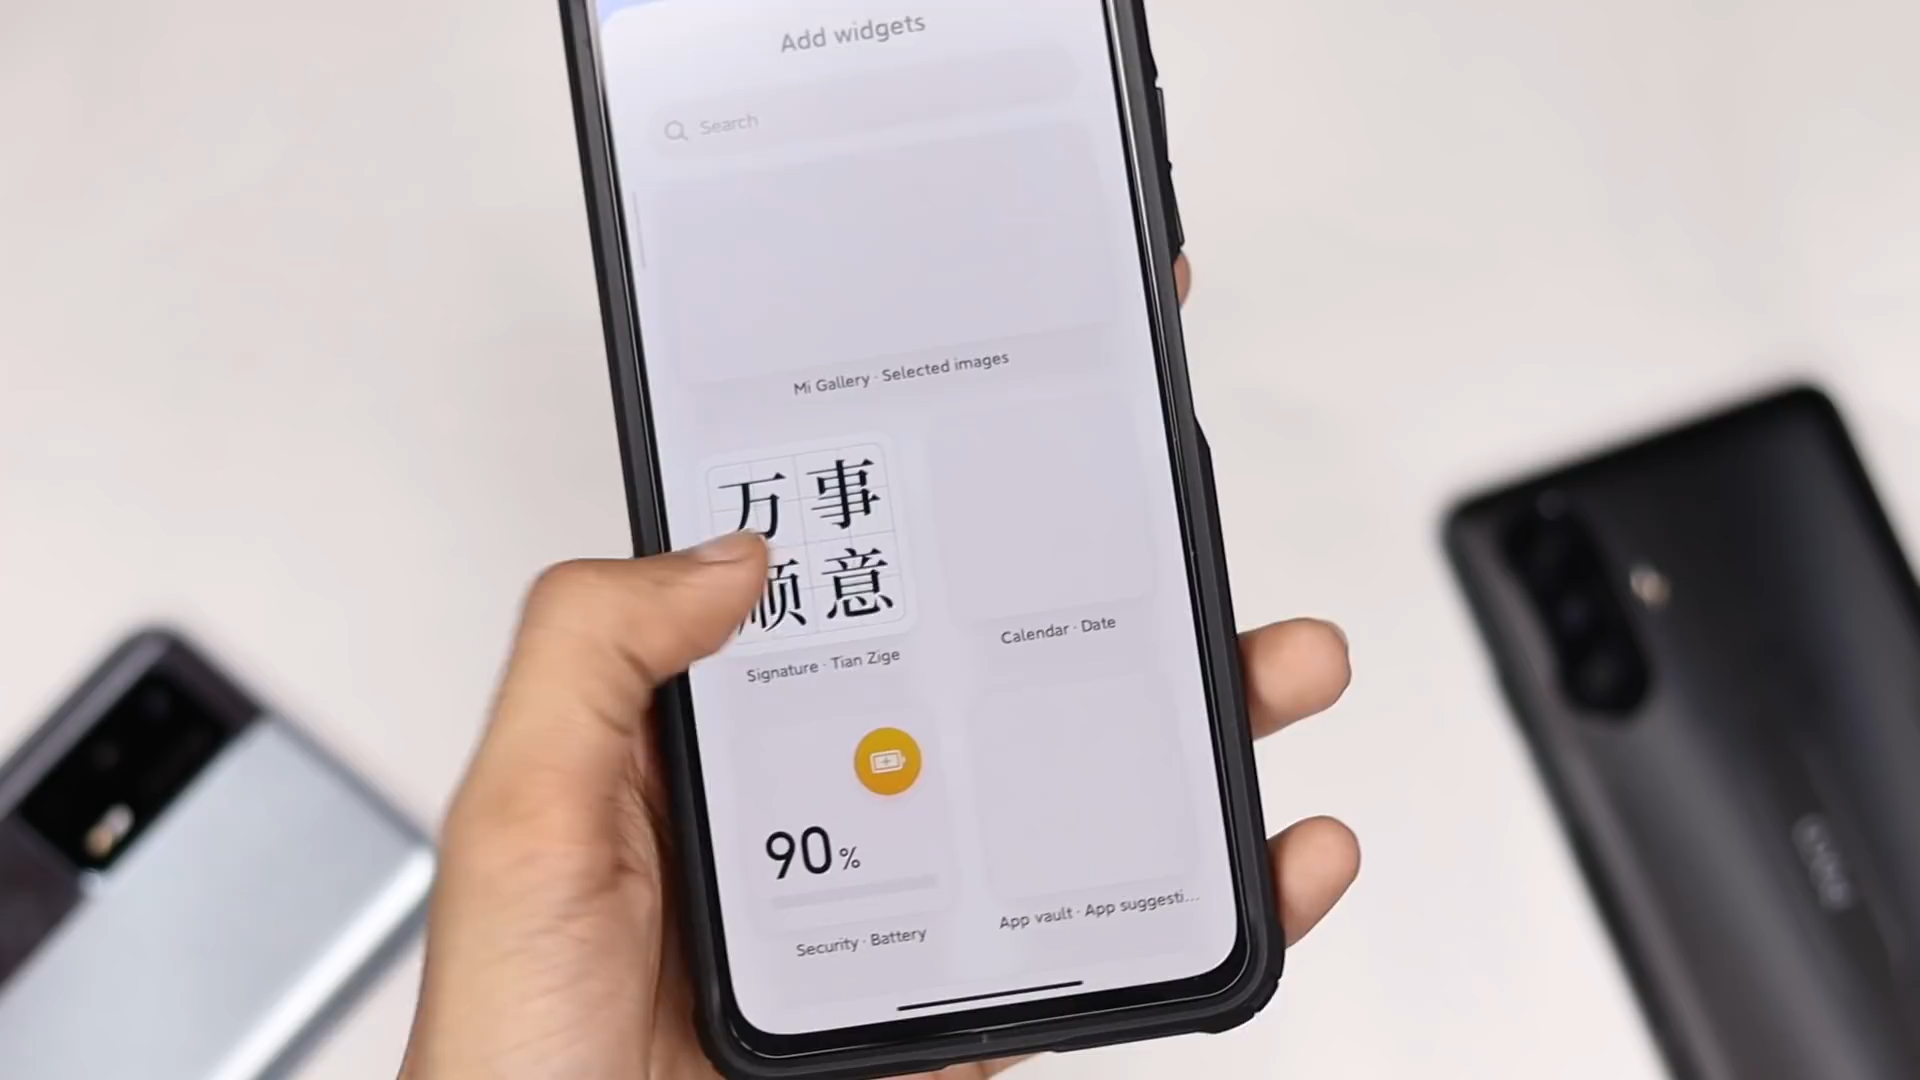 Add widgets
Search
Mi Gallery · Selected images
万事
顺意
Signature · Tian Zige
Calendar · Date
90%
Security · Battery
App vault · App suggesti...